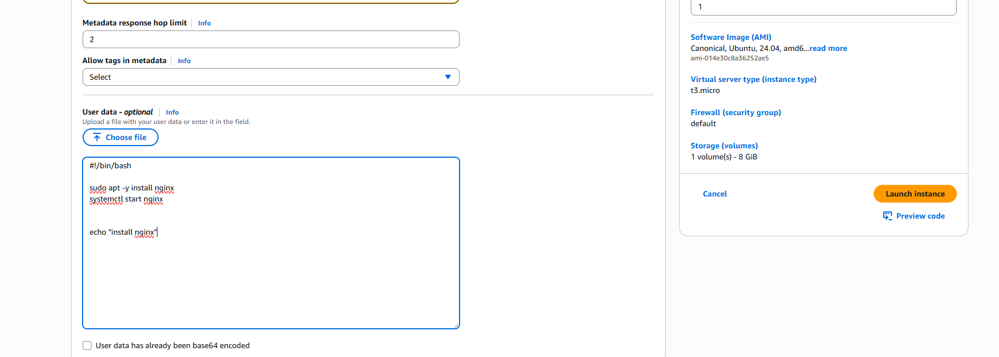 Metadata response hop limit Info
2
Allow tags in metadata Info
Select
User data - optional Info
Upload a file with your user data or enter it in the field.
Choose file
#!/bin/bash
sudo apt -y install nginx
systemctl start nginx
echo "install nginx"
User data has already been base64 encoded
1
Software Image (AMI)
Canonical, Ubuntu, 24.04, amd6...read more
ami-014e30c8a36252ae5
Virtual server type (instance type)
t3.micro
Firewall (security group)
default
Storage (volumes)
1 volume(s) - 8 GiB
Cancel
Launch instance
Preview code